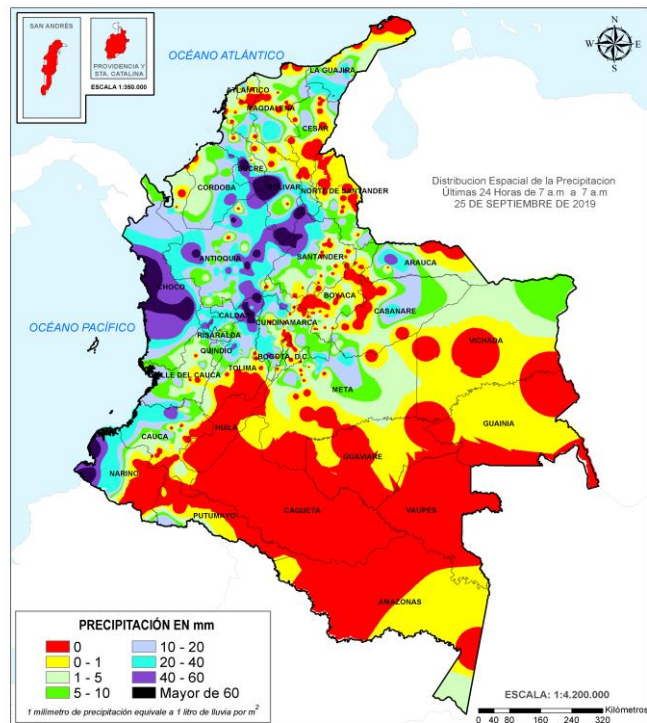 SAN ANDRÉS
PROVIDENCIA Y
STA. CATALINA
ESCALA 1:350.000
OCÉANO ATLÁNTICO
N
W
E
S
LA GUAJIRA
ATLANTICO
MAGDALENA
CESAR
SUCRE
Distribucion Espacial de la Precipitacion
Últimas 24 Horas de 7 a.m a 7 a.m
25 DE SEPTIEMBRE DE 2019
CORDOBA
BOLIVAR
NORTE DE SANTANDER
ANTIOQUIA
SANTANDER
ARAUCA
CHOCO
BOYACA
CASANARE
OCÉANO PACÍFICO
CALDAS
CUNDINAMARCA
RISARALDA
QUINDIO
BOGOTA, D.C.
VICHADA
VALLE DEL CAUCA
TOLIMA
META
GUAINIA
CAUCA
HUILA
GUAVIARE
NARIÑO
PUTUMAYO
CAQUETA
VAUPES
AMAZONAS
PRECIPITACIÓN EN mm
0
10 - 20
0 - 1
20 - 40
1 - 5
40 - 60
5 - 10
Mayor de 60
1 milímetro de precipitación equivale a 1 litro de lluvia por m²
ESCALA: 1:4.200.000
Kilómetros
0 40 80 160 240 320